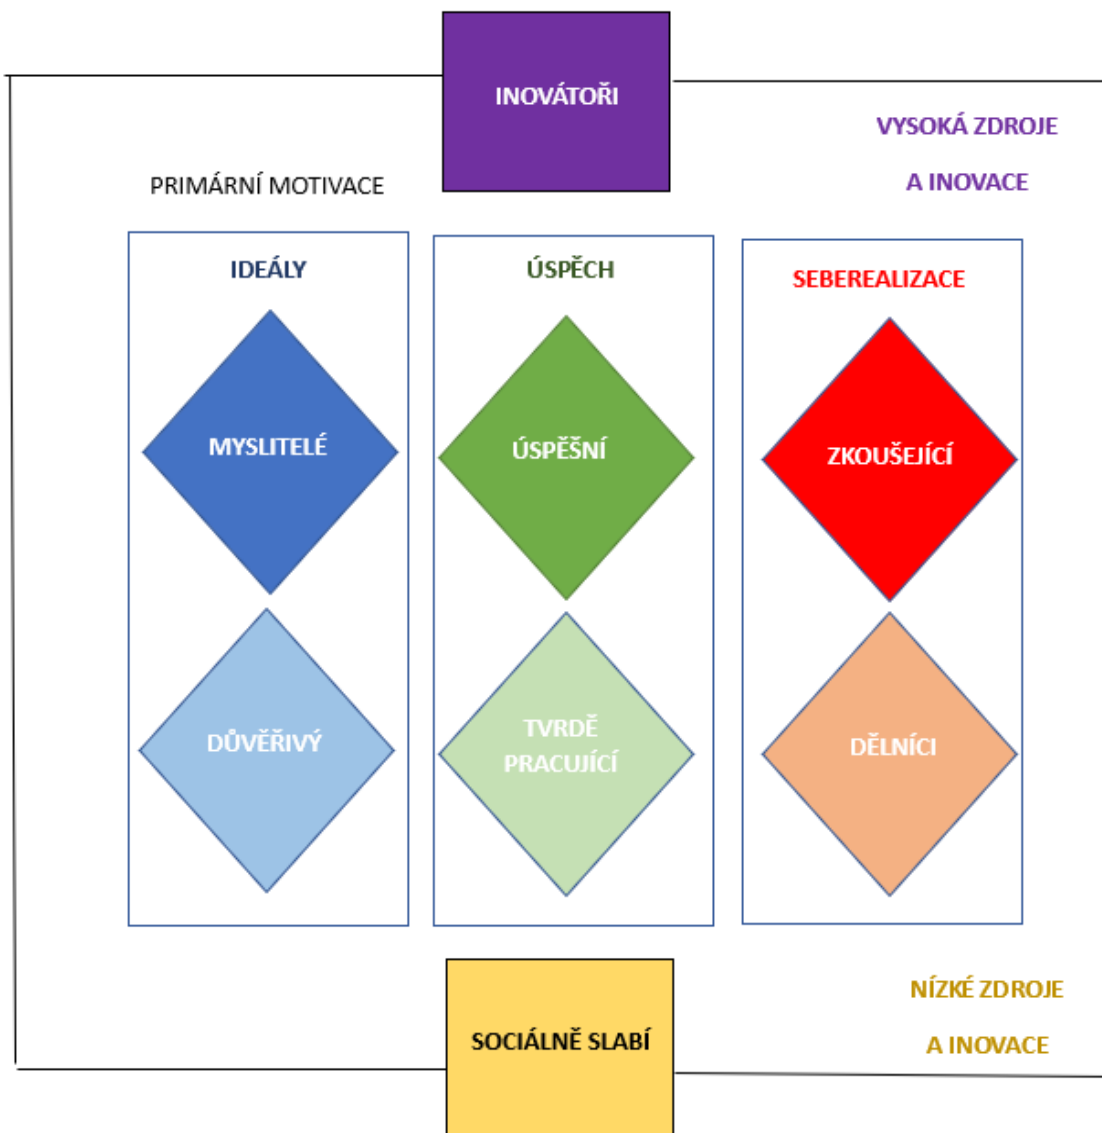 INOVÁTOŘI
VYSOKÁ ZDROJE
A INOVACE
PRIMÁRNÍ MOTIVACE
IDEÁLY
ÚSPĚCH
SEBEREALIZACE
MYSLITELÉ
ÚSPĚŠNÍ
ZKOUŠEJÍCÍ
DŮVĚŘIVÝ
TVRDĚ
PRACUJÍCÍ
DĚLNÍCI
NÍZKÉ ZDROJE
A INOVACE
SOCIÁLNĚ SLABÍ